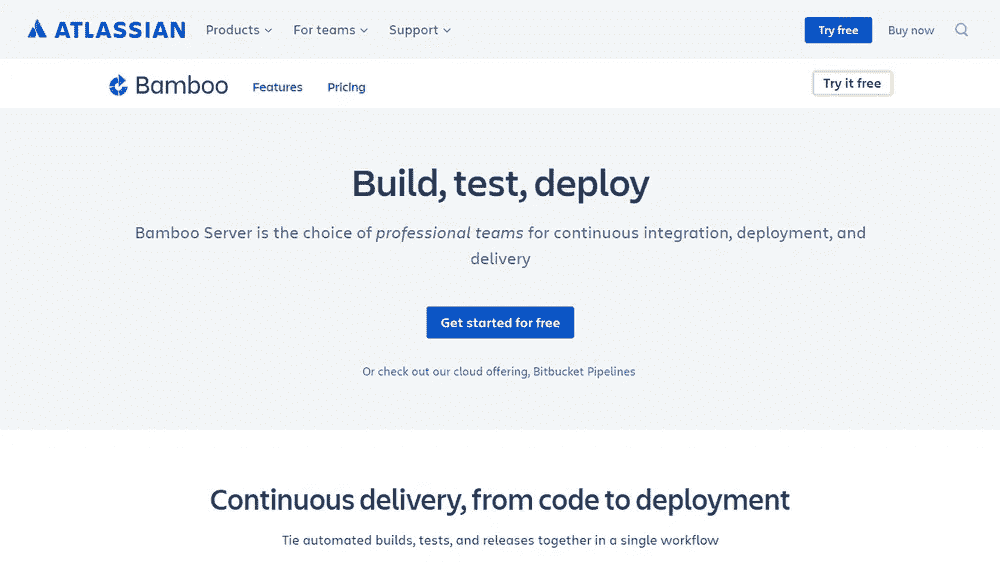 ATLASSIAN Products For teams Support Try free Buy now
Bamboo Features Pricing Try it free
Build, test, deploy
Bamboo Server is the choice of professional teams for continuous integration, deployment, and
delivery
Get started for free
Or check out our cloud offering, Bitbucket Pipelines
Continuous delivery, from code to deployment
Tie automated builds, tests, and releases together in a single workflow